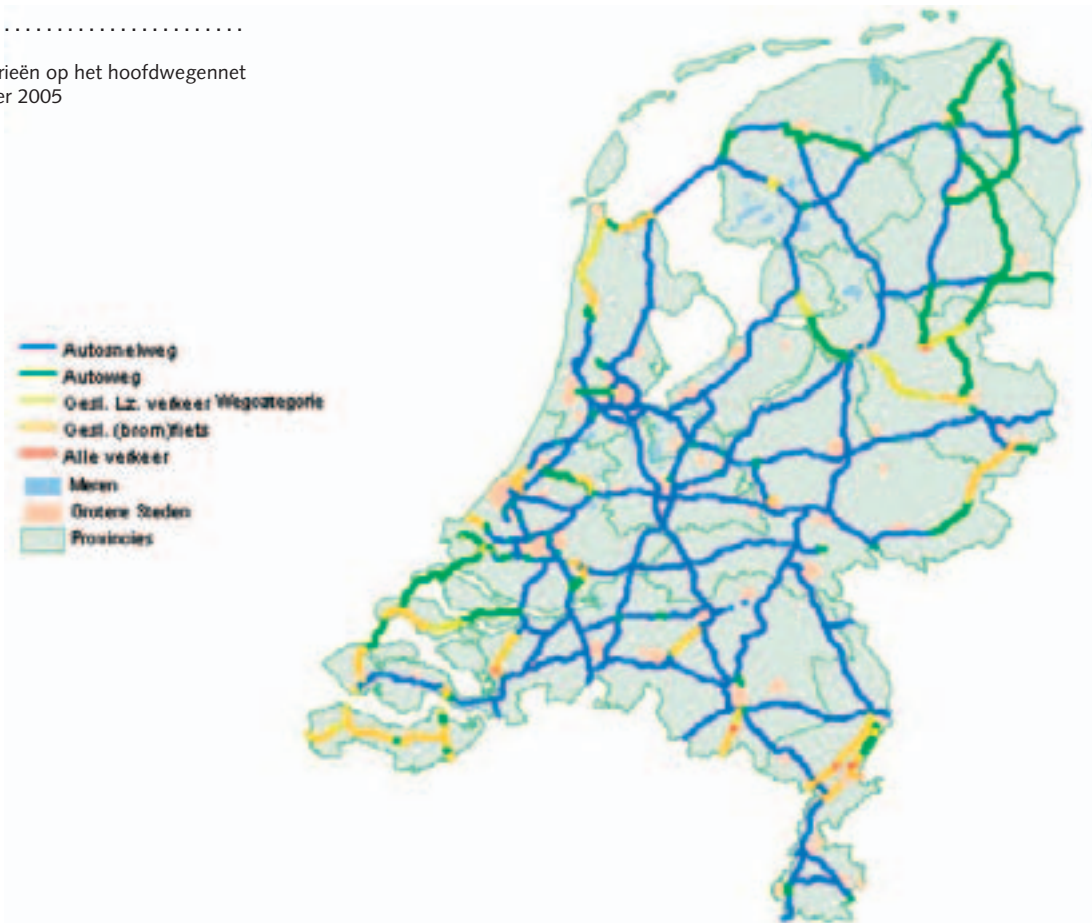 rieën op het hoofdwegennet
er 2005
Autosnelweg
Autoweg
Gesl. Lz. verkeer Wegcategorie
Gesl. (brom)fiets
Alle verkeer
Meren
Grotere Steden
Provincies